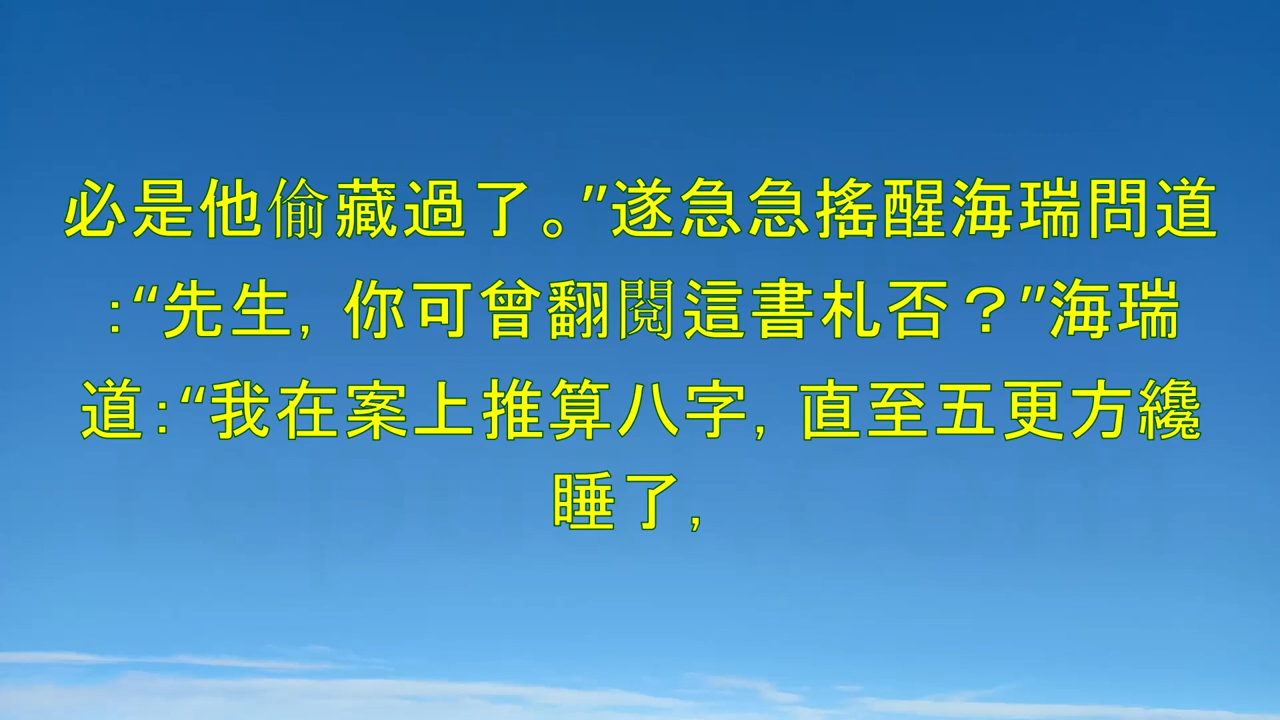 必是他偷藏過了。”遂急急搖醒海瑞問道
:“先生, 你可曾翻閱這書札否？”海瑞
道:“我在案上推算八字, 直至五更方纔
睡了,